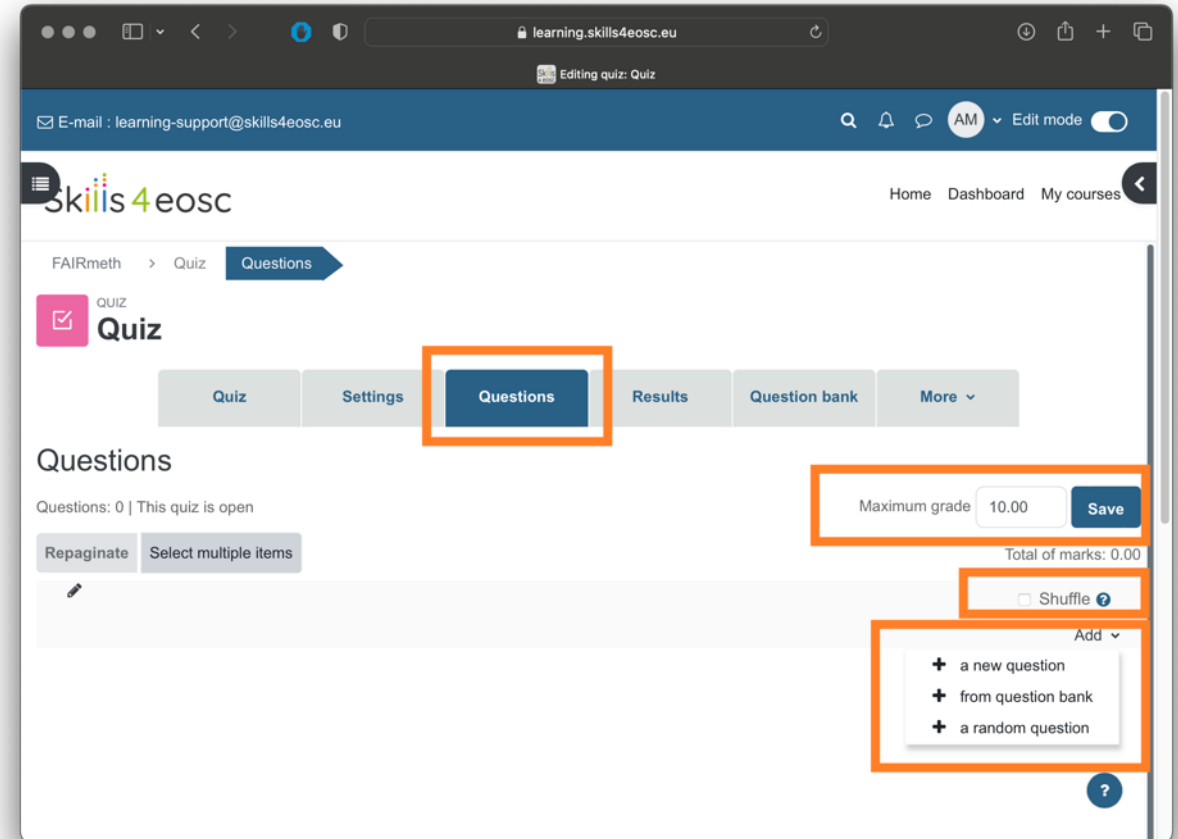 learning.skills4eosc.eu
Editing quiz: Quiz
E-mail : learning-support@skills4eosc.eu
AM
Edit mode
Skills4eosc
Home Dashboard My courses
FAIRmeth > Quiz Questions
QUIZ
Quiz
Quiz Settings Questions Results Question bank More
Questions
Maximum grade 10.00 Save
Questions: 0 | This quiz is open
Repaginate Select multiple items
Total of marks: 0.00
Shuffle ?
Add
+ a new question
+ from question bank
+ a random question
?